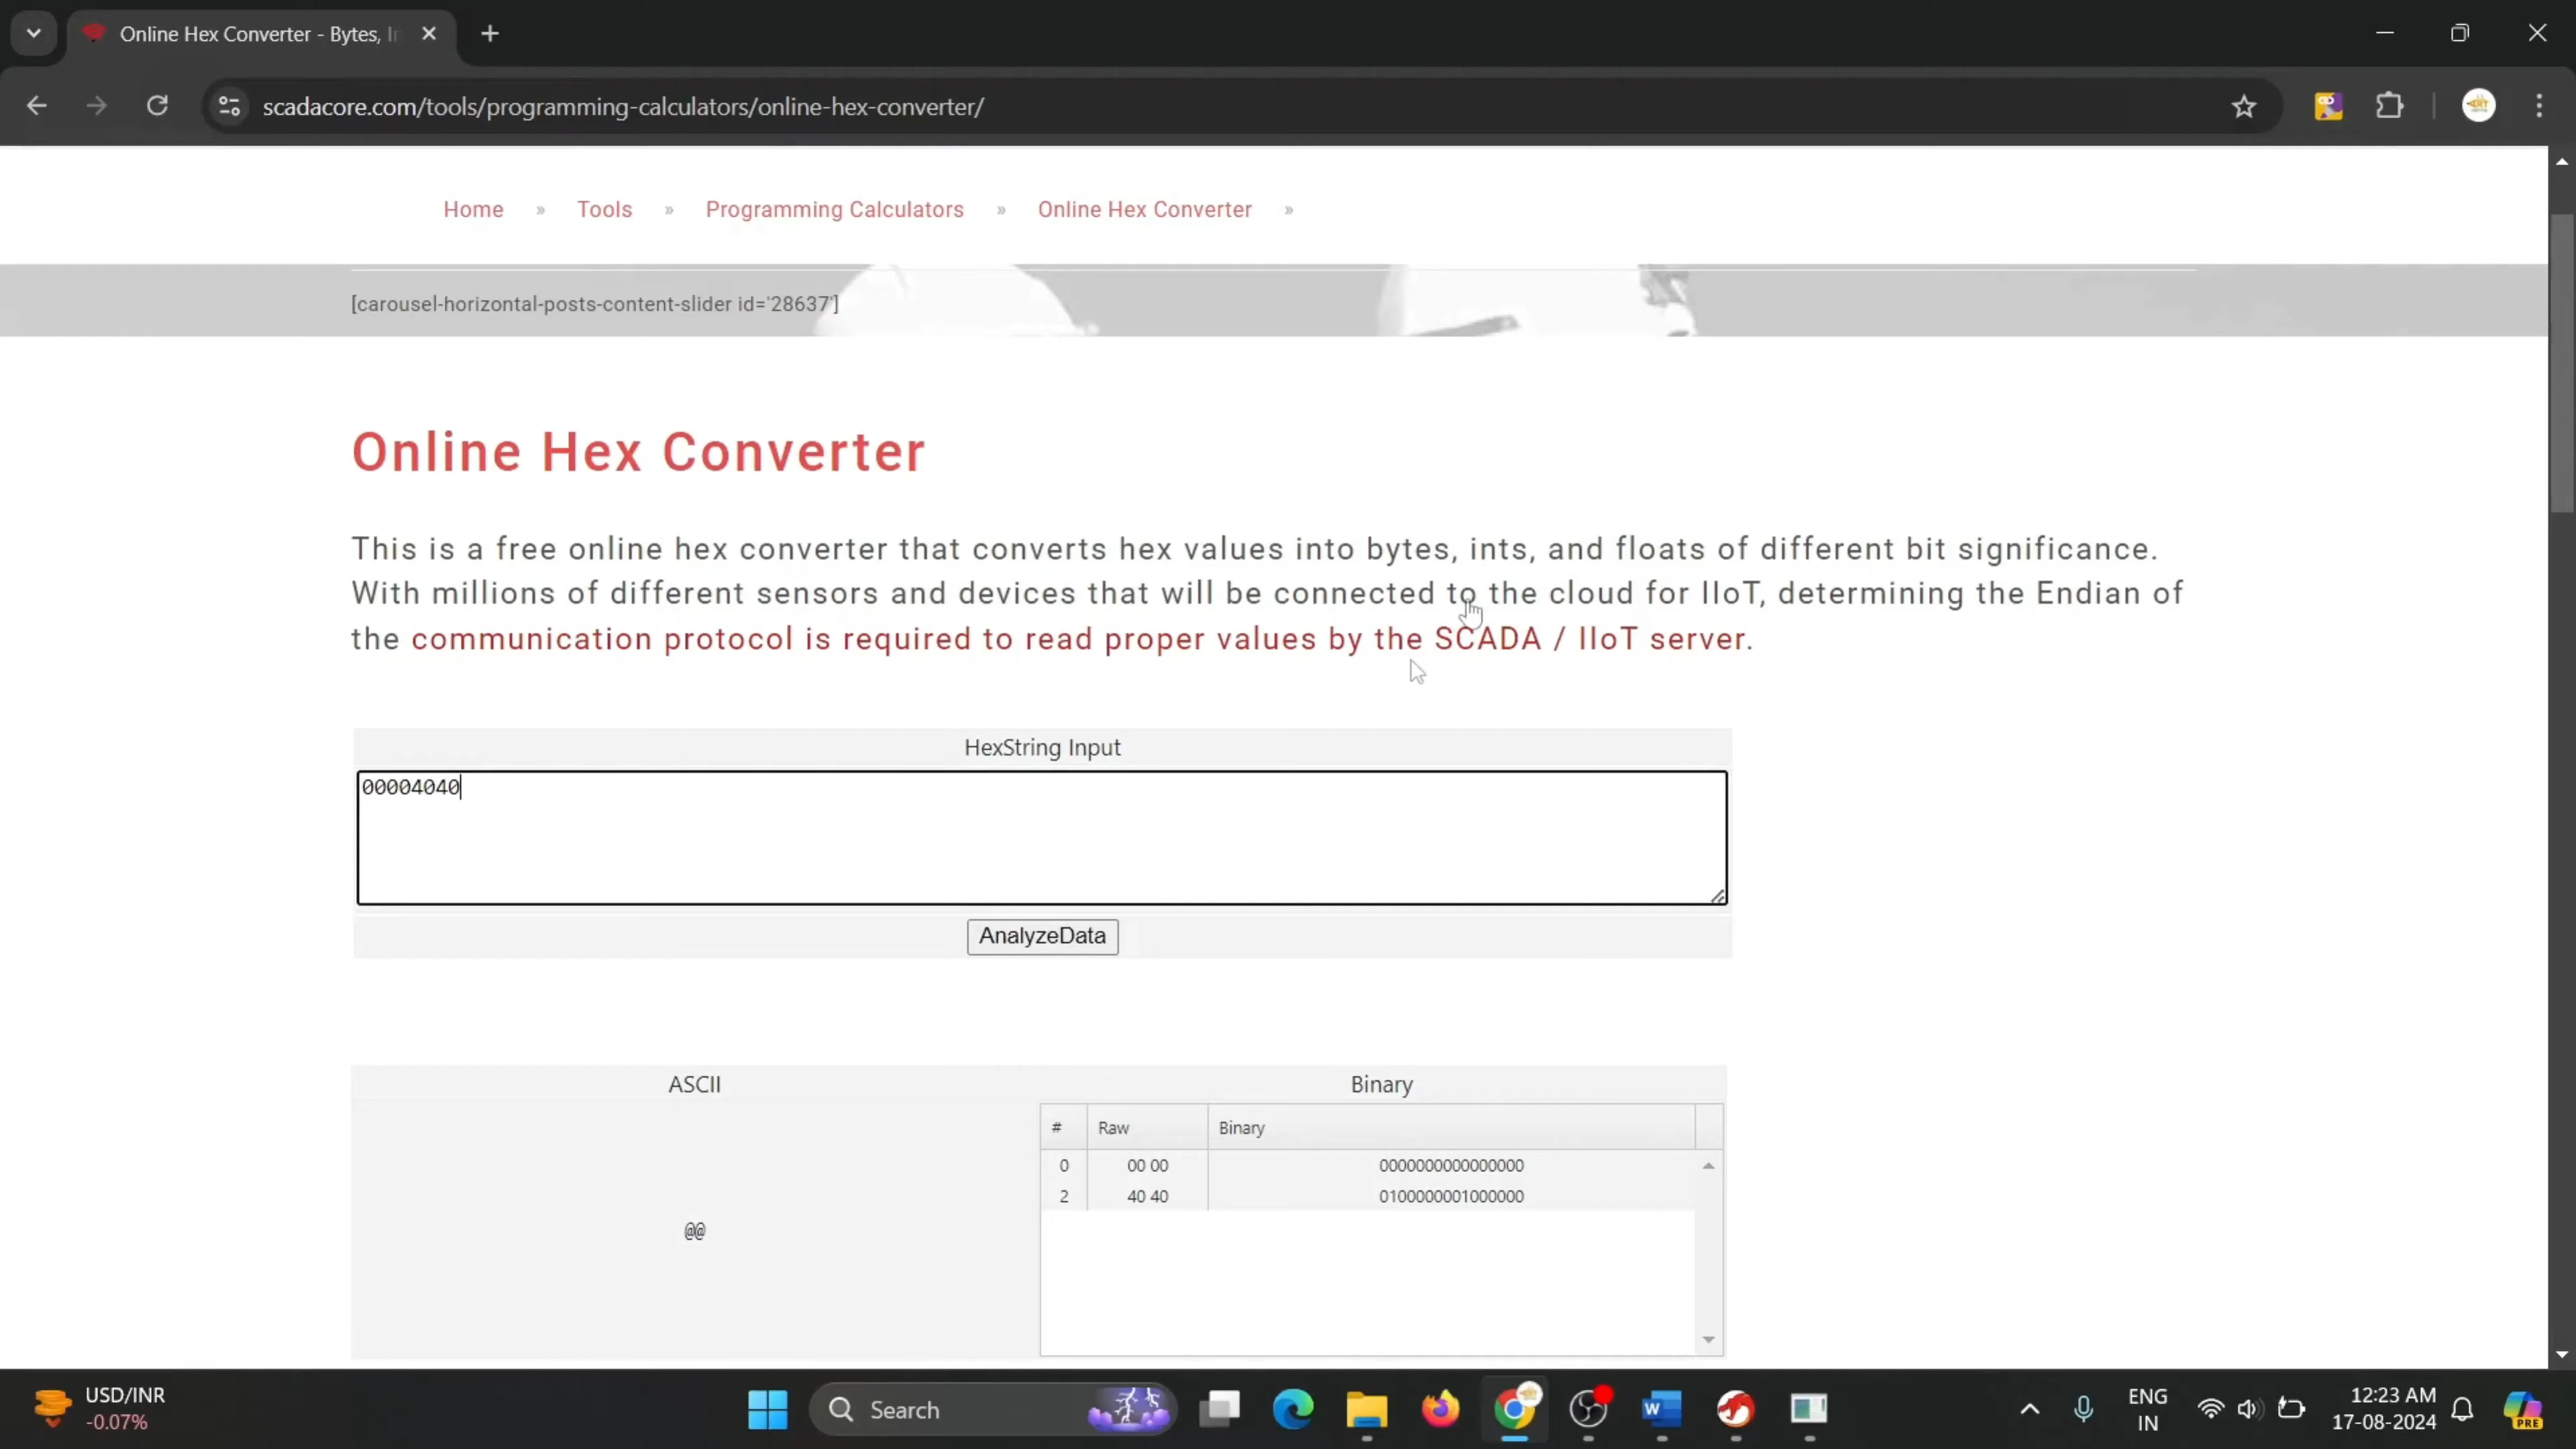 Online Hex Converter - Bytes, In
scadacore.com/tools/programming-calculators/online-hex-converter/
Home » Tools » Programming Calculators » Online Hex Converter »
[carousel-horizontal-posts-content-slider id='28637']
Online Hex Converter
This is a free online hex converter that converts hex values into bytes, ints, and floats of different bit significance.
With millions of different sensors and devices that will be connected to the cloud for IIoT, determining the Endian of
the communication protocol is required to read proper values by the SCADA / IIoT server.
HexString Input
00004040
AnalyzeData
ASCII
Binary
# Raw Binary
0 00 00 0000000000000000
2 40 40 0100000001000000
@@
USD/INR
-0.07%
Search
W
ENG
IN
12:23 AM
17-08-2024
PRE